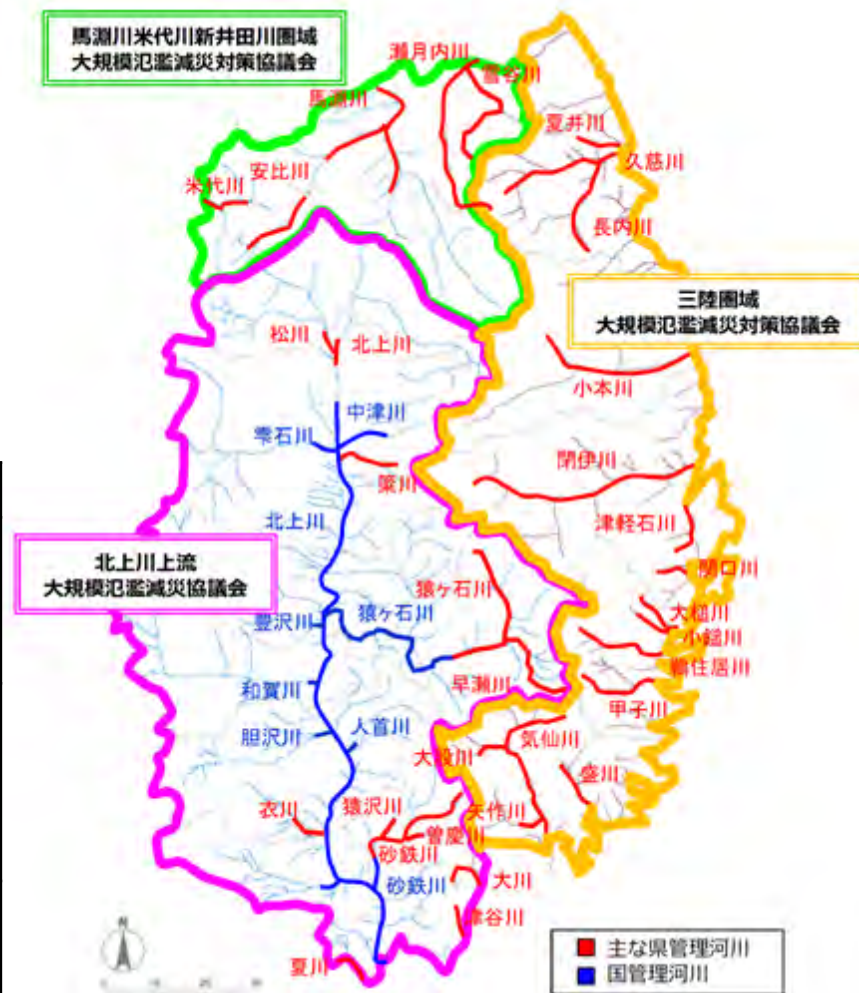 馬淵川米代川新井田川圏域
大規模氾濫減災対策協議会
瀬月内川
雪谷川
馬淵川
夏井川
久慈川
安比川
米代川
長内川
三陸圏域
大規模氾濫減災対策協議会
松川
北上川
小本川
中津川
雫石川
簗川
閉伊川
北上川
津軽石川
北上川上流
大規模氾濫減災協議会
関口川
猿ヶ石川
猿ヶ石川
大槌川
豊沢川
小鎚川
鵜住居川
早瀬川
和賀川
甲子川
人首川
気仙川
胆沢川
大股川
盛川
衣川
猿沢川
矢作川
曽慶川
砂鉄川
砂鉄川
大川
津谷川
夏川
N
0
主な県管理河川
国管理河川